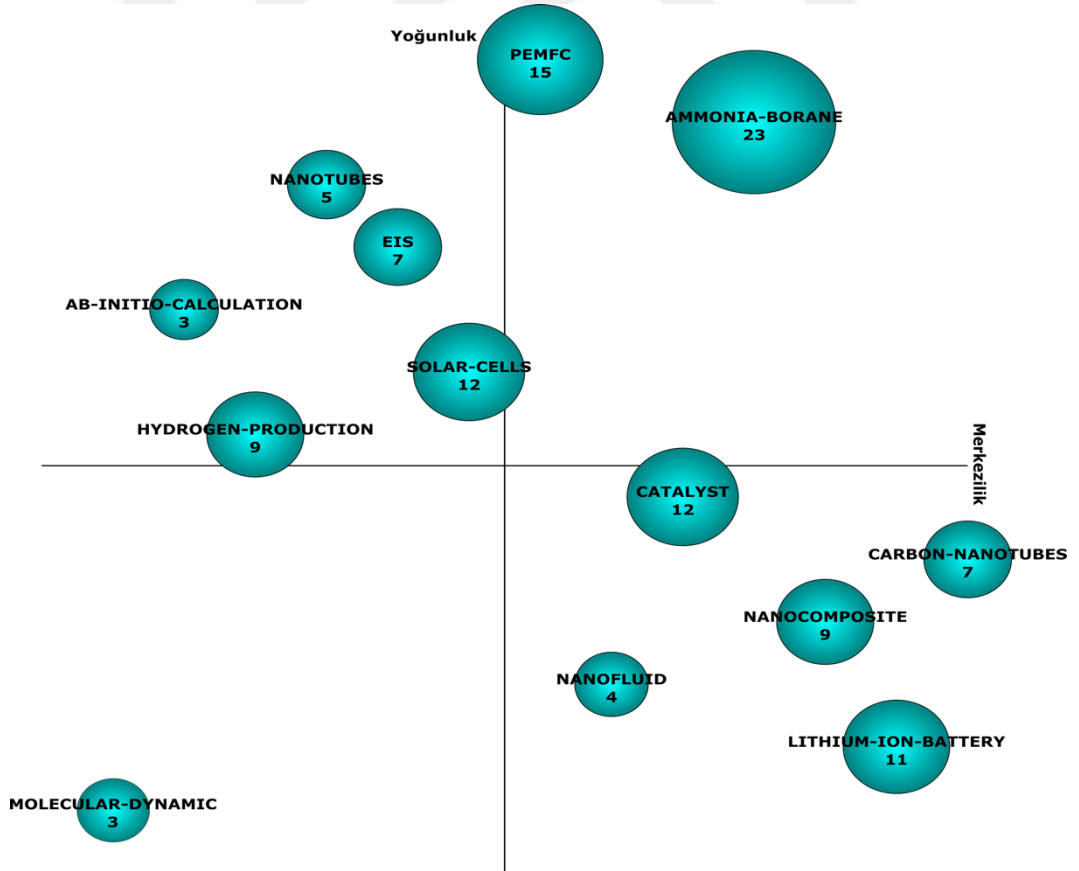 Yoğunluk
PEMFC
15
AMMONIA-BORANE
23
NANOTUBES
5
EIS
7
AB-INITIO-CALCULATION
3
SOLAR-CELLS
12
HYDROGEN-PRODUCTION
9
Merkezilik
CATALYST
12
CARBON-NANOTUBES
7
NANOCOMPOSITE
9
NANOFLUID
4
LITHIUM-ION-BATTERY
11
MOLECULAR-DYNAMIC
3